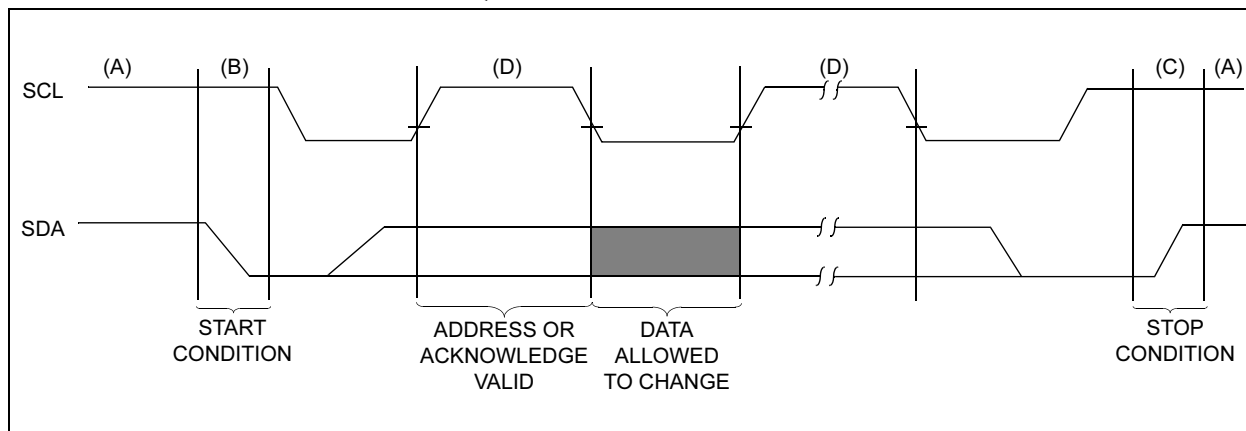 (A) (B) (D) (D) (C) (A)
SCL
SDA
START
CONDITION
ADDRESS OR
ACKNOWLEDGE
VALID
DATA
ALLOWED
TO CHANGE
STOP
CONDITION